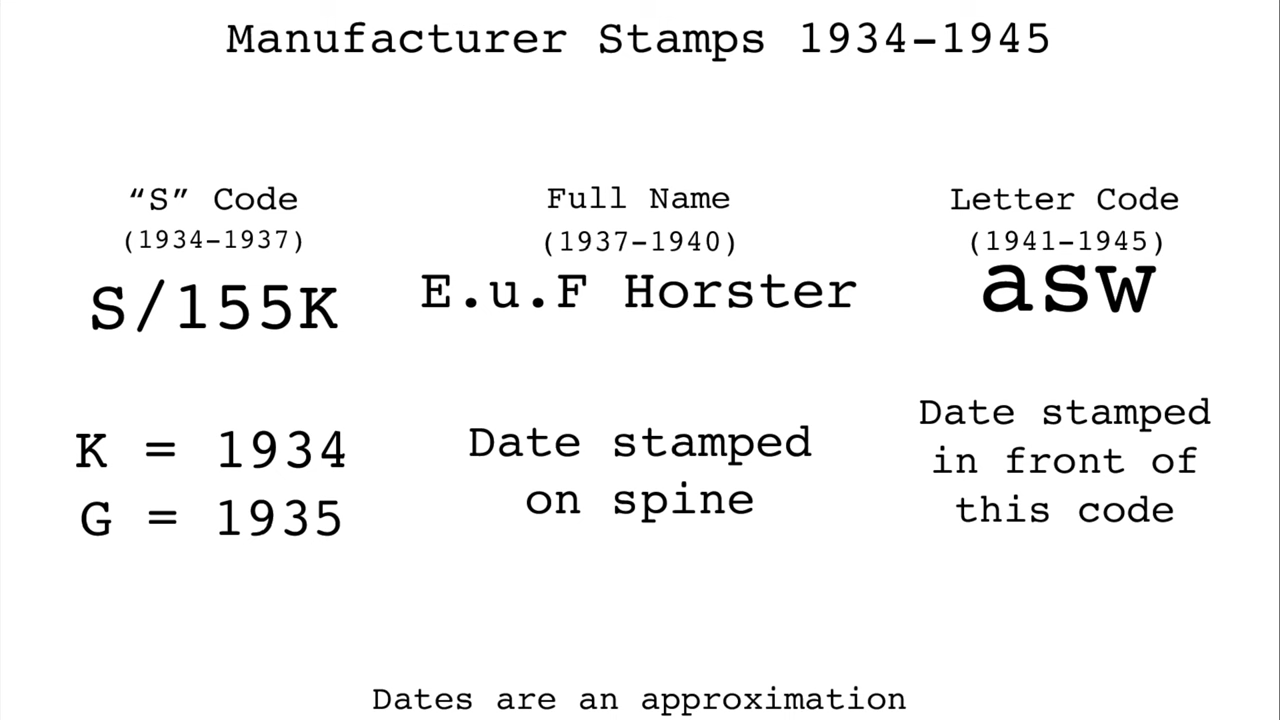 Manufacturer Stamps 1934-1945
“S” Code
(1934-1937)
S/155K
K = 1934
G = 1935
Full Name
(1937-1940)
E.u.F Horster
Date stamped
on spine
Letter Code
(1941-1945)
asw
Date stamped
in front of
this code
Dates are an approximation